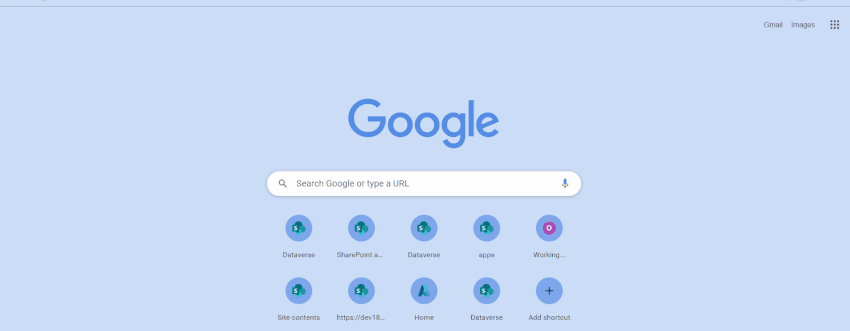 Gmail Images
Google
Search Google or type a URL
Dataverse SharePoint a... Dataverse apps Working...
Site contents https://dev18... Home Dataverse Add shortcut